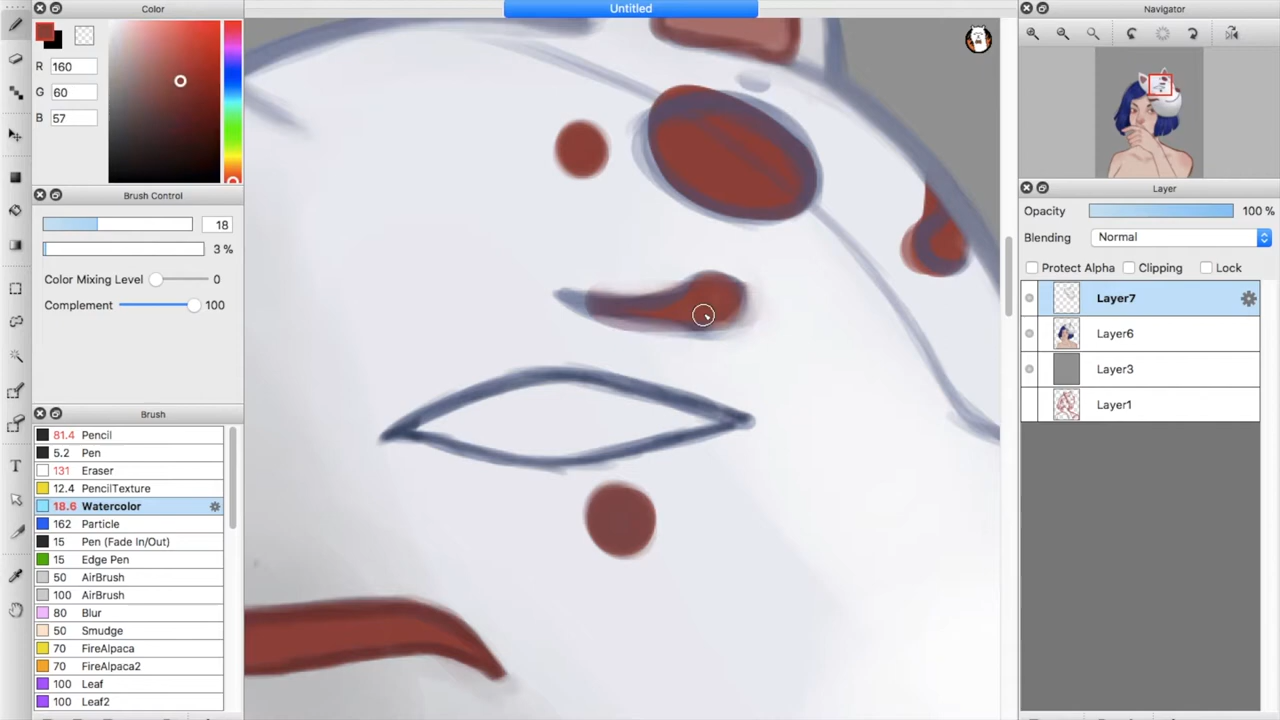 Untitled
Color
R 160
G 60
B 57
Brush Control
18
3 %
Color Mixing Level 0
Complement 100
Brush
81.4 Pencil
5.2 Pen
131 Eraser
12.4 PencilTexture
18.6 Watercolor
162 Particle
15 Pen (Fade In/Out)
15 Edge Pen
50 AirBrush
100 AirBrush
80 Blur
50 Smudge
70 FireAlpaca
70 FireAlpaca2
100 Leaf
100 Leaf2
Navigator
Layer
Opacity 100 %
Blending Normal
Protect Alpha Clipping Lock
Layer7
Layer6
Layer3
Layer1